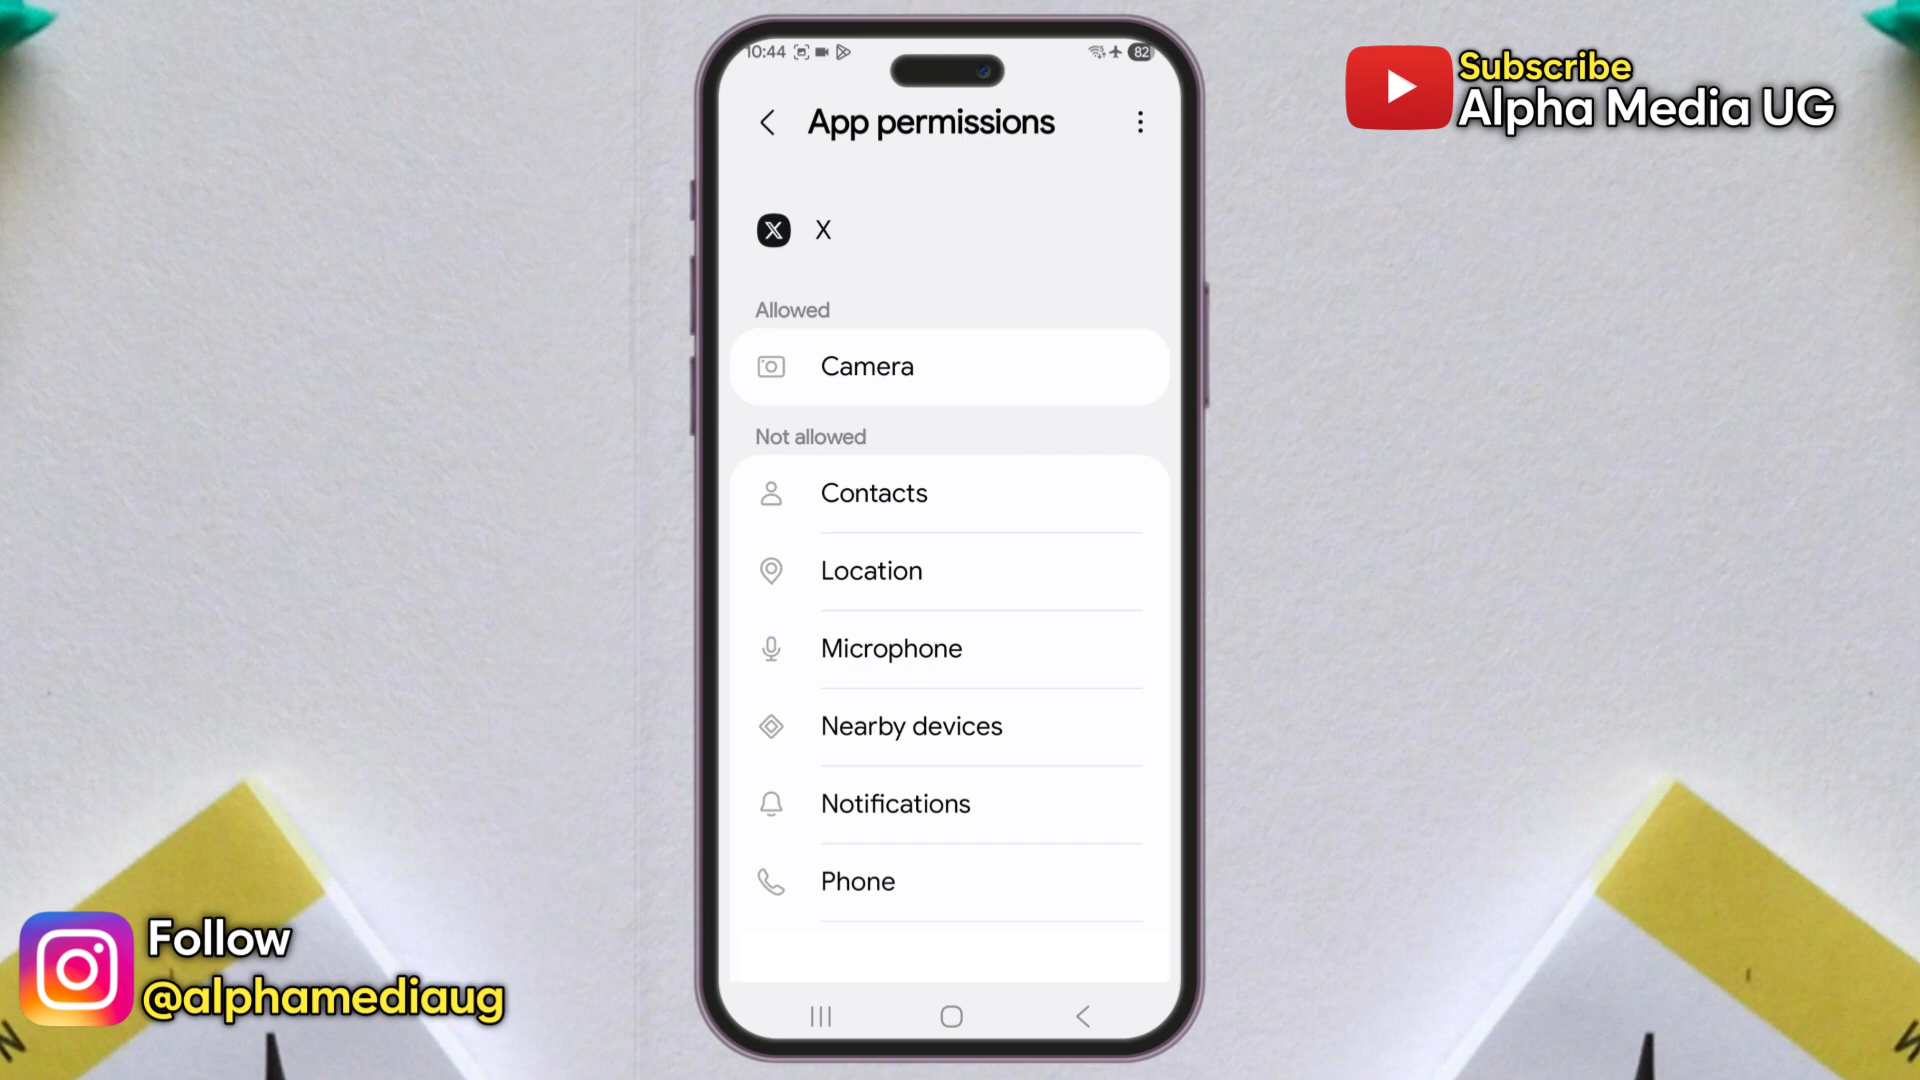 10:44
82
App permissions
X
Allowed
Camera
Not allowed
Contacts
Location
Microphone
Nearby devices
Notifications
Phone
Subscribe
Alpha Media UG
Follow
@alphamediaug
N